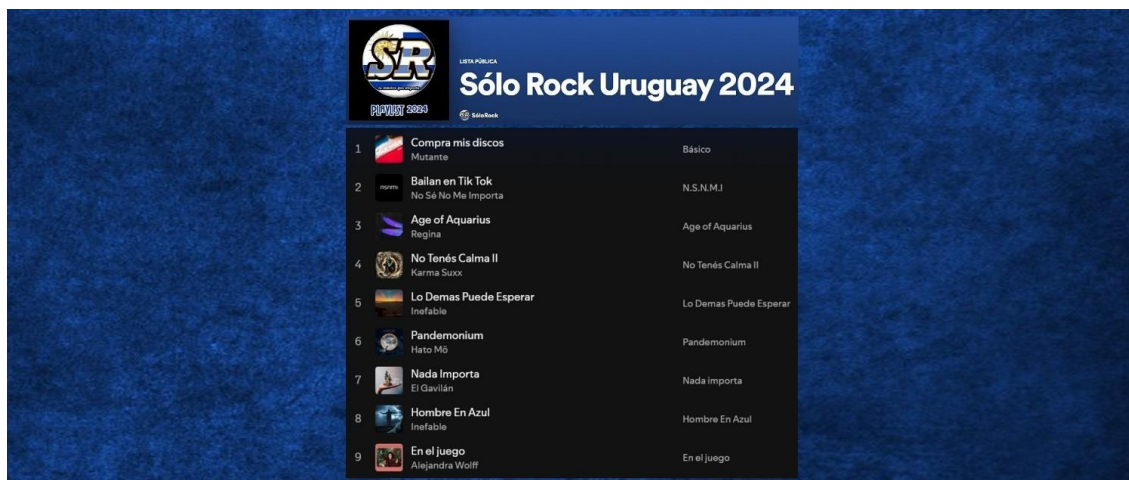 SR
PLAYLIST 2024
LISTA PÚBLICA
Sólo Rock Uruguay 2024
SóloRock
1 Compra mis discos Básico
Mutante
2 Bailan en Tik Tok N.S.N.M.I
No Sé No Me Importa
3 Age of Aquarius Age of Aquarius
Regina
4 No Tenés Calma II No Tenés Calma II
Karma Suxx
5 Lo Demas Puede Esperar Lo Demas Puede Esperar
Inefable
6 Pandemonium Pandemonium
Hato Mö
7 Nada Importa Nada importa
El Gavilán
8 Hombre En Azul Hombre En Azul
Inefable
9 En el juego En el juego
Alejandra Wolff